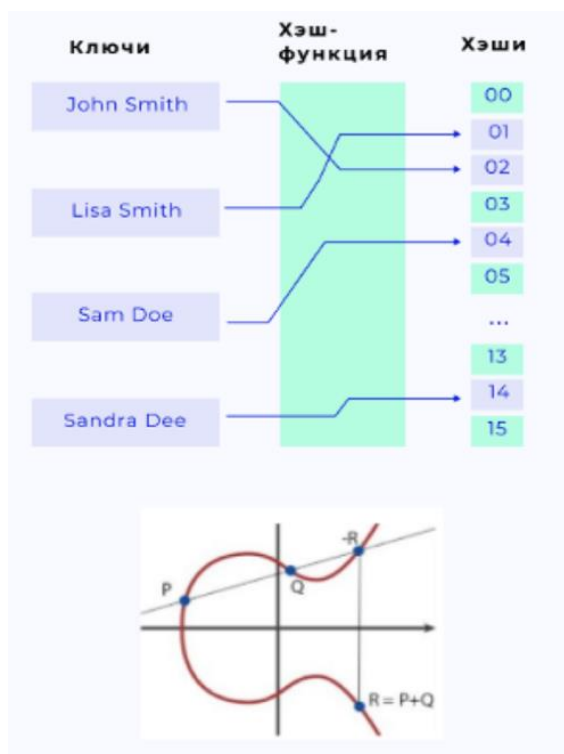 Ключи
Хэш-
функция
Хэши
John Smith
Lisa Smith
Sam Doe
Sandra Dee
00
01
02
03
04
05
...
13
14
15
P
Q
-R
R = P+Q